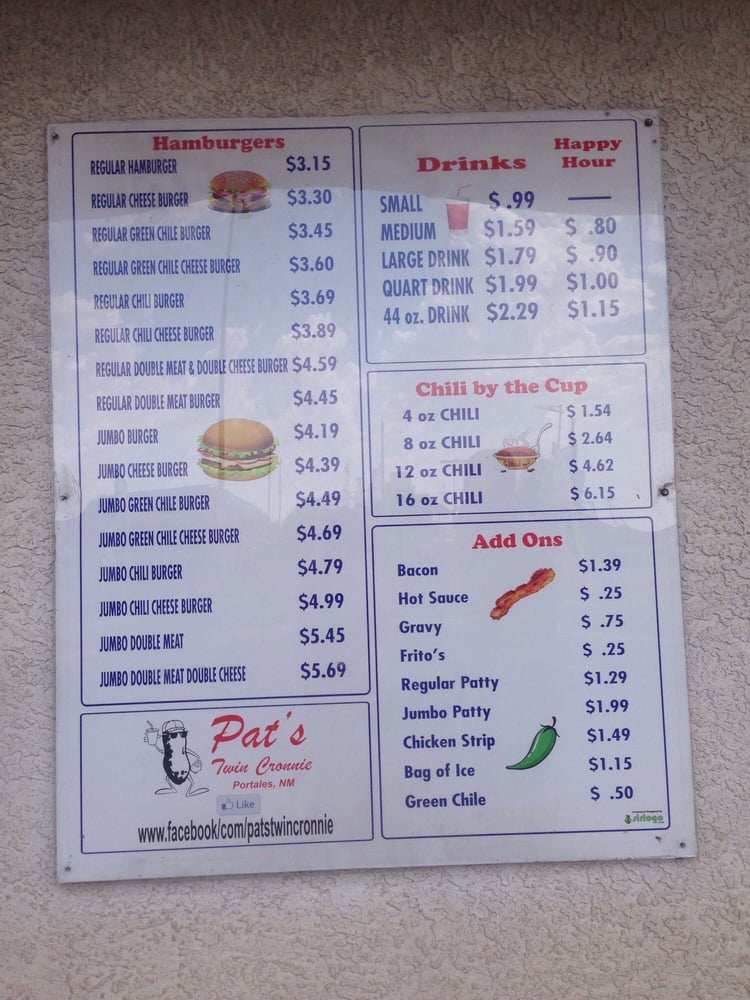 Hamburgers
REGULAR HAMBURGER $3.15
REGULAR CHEESE BURGER $3.30
REGULAR GREEN CHILE BURGER $3.45
REGULAR GREEN CHILE CHEESE BURGER $3.60
REGULAR CHILI BURGER $3.69
REGULAR CHILI CHEESE BURGER $3.89
REGULAR DOUBLE MEAT & DOUBLE CHEESE BURGER $4.59
REGULAR DOUBLE MEAT BURGER $4.45
JUMBO BURGER $4.19
JUMBO CHEESE BURGER $4.39
JUMBO GREEN CHILE BURGER $4.49
JUMBO GREEN CHILE CHEESE BURGER $4.69
JUMBO CHILI BURGER $4.79
JUMBO CHILI CHEESE BURGER $4.99
JUMBO DOUBLE MEAT $5.45
JUMBO DOUBLE MEAT DOUBLE CHEESE $5.69
Pat's
Twin Cronnie
Portales, NM
Like
www.facebook/com/patstwincronnie
Drinks Happy Hour
SMALL $ .99 —
MEDIUM $1.59 $ .80
LARGE DRINK $1.79 $ .90
QUART DRINK $1.99 $1.00
44 oz. DRINK $2.29 $1.15
Chili by the Cup
4 oz CHILI $ 1.54
8 oz CHILI $ 2.64
12 oz CHILI $ 4.62
16 oz CHILI $ 6.15
Add Ons
Bacon $1.39
Hot Sauce $ .25
Gravy $ .75
Frito's $ .25
Regular Patty $1.29
Jumbo Patty $1.99
Chicken Strip $1.49
Bag of Ice $1.15
Green Chile $ .50